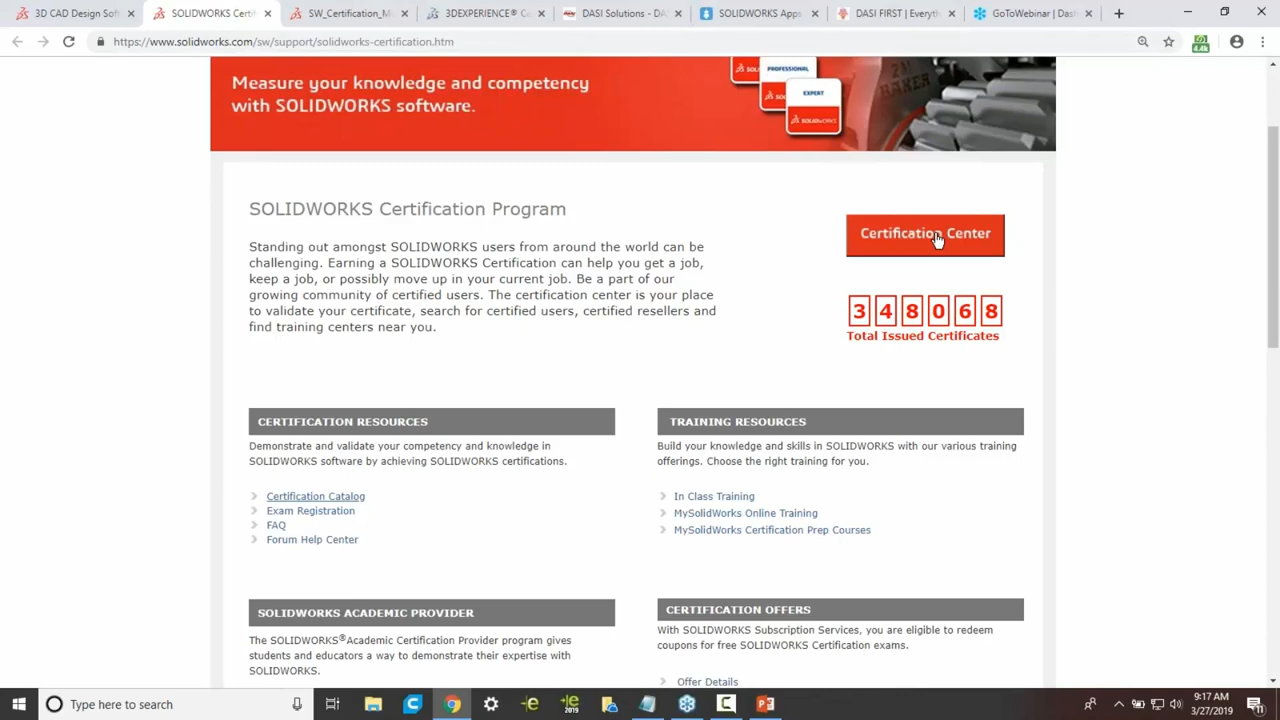 3D CAD Design Soft
SOLIDWORKS Certif
SW_Certification_M
3DEXPERIENCE® C
DASI Solutions - DA
SOLIDWORKS Apps
DASI FIRST | Everyth
GoToWebinar | Dash
https://www.solidworks.com/sw/support/solidworks-certification.htm
4.4k
Measure your knowledge and competency
with SOLIDWORKS software.
PROFESSIONAL
EXPERT
SOLIDWORKS
SOLIDWORKS Certification Program
Certification Center
Standing out amongst SOLIDWORKS users from around the world can be
challenging. Earning a SOLIDWORKS Certification can help you get a job,
keep a job, or possibly move up in your current job. Be a part of our
growing community of certified users. The certification center is your place
to validate your certificate, search for certified users, certified resellers and
find training centers near you.
348068
Total Issued Certificates
CERTIFICATION RESOURCES
Demonstrate and validate your competency and knowledge in
SOLIDWORKS software by achieving SOLIDWORKS certifications.
Certification Catalog
Exam Registration
FAQ
Forum Help Center
TRAINING RESOURCES
Build your knowledge and skills in SOLIDWORKS with our various training
offerings. Choose the right training for you.
In Class Training
MySolidWorks Online Training
MySolidWorks Certification Prep Courses
SOLIDWORKS ACADEMIC PROVIDER
The SOLIDWORKS®Academic Certification Provider program gives
students and educators a way to demonstrate their expertise with
SOLIDWORKS.
CERTIFICATION OFFERS
With SOLIDWORKS Subscription Services, you are eligible to redeem
coupons for free SOLIDWORKS Certification exams.
Offer Details
Type here to search
2019
9:17 AM
3/27/2019